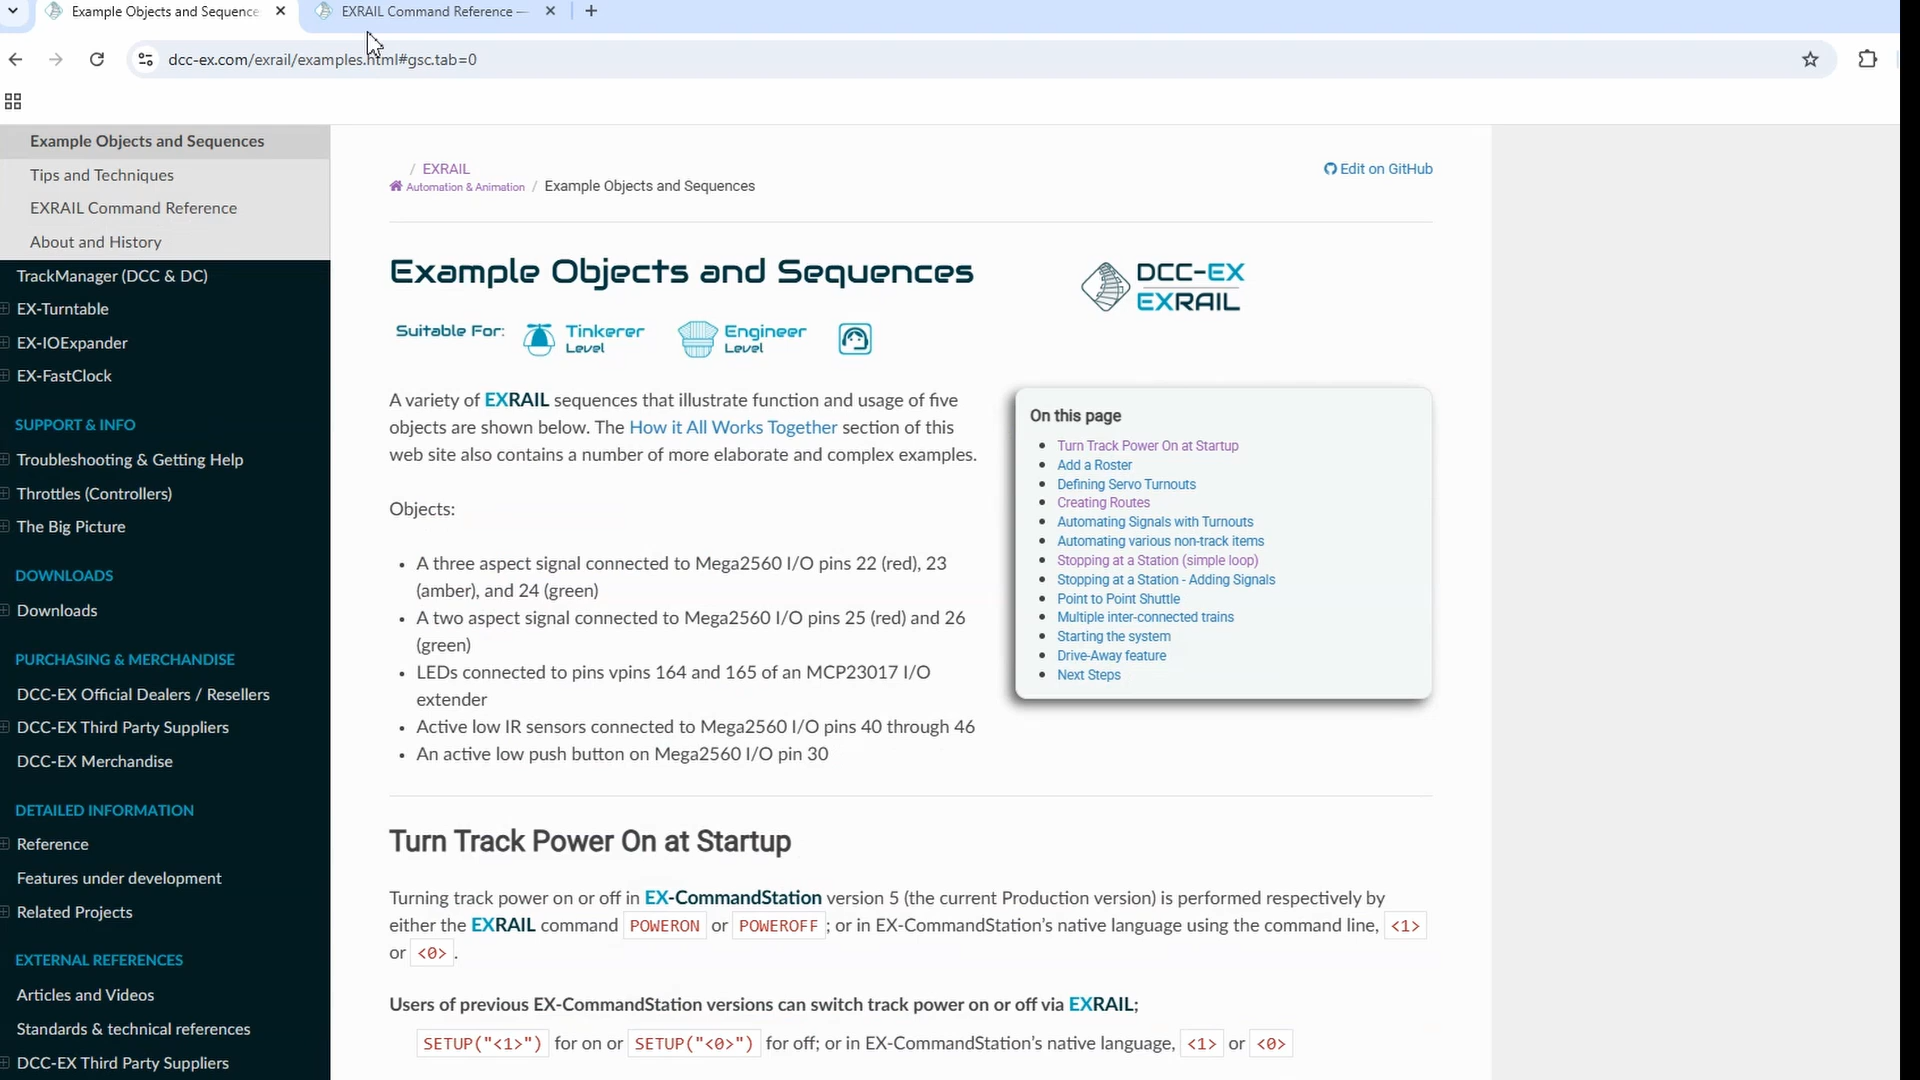 Example Objects and Sequence
EXRAIL Command Reference —
dcc-ex.com/exrail/examples.html#gsc.tab=0
Example Objects and Sequences
Tips and Techniques
EXRAIL Command Reference
About and History
TrackManager (DCC & DC)
EX-Turntable
EX-IOExpander
EX-FastClock
SUPPORT & INFO
Troubleshooting & Getting Help
Throttles (Controllers)
The Big Picture
DOWNLOADS
Downloads
PURCHASING & MERCHANDISE
DCC-EX Official Dealers / Resellers
DCC-EX Third Party Suppliers
DCC-EX Merchandise
DETAILED INFORMATION
Reference
Features under development
Related Projects
EXTERNAL REFERENCES
Articles and Videos
Standards & technical references
DCC-EX Third Party Suppliers
/ EXRAIL
Automation & Animation / Example Objects and Sequences
Edit on GitHub
Example Objects and Sequences
DCC-EX
EXRAIL
Suitable For:
Tinkerer
Level
Engineer
Level
A variety of EXRAIL sequences that illustrate function and usage of five
objects are shown below. The How it All Works Together section of this
web site also contains a number of more elaborate and complex examples.
Objects:
• A three aspect signal connected to Mega2560 I/O pins 22 (red), 23
(amber), and 24 (green)
• A two aspect signal connected to Mega2560 I/O pins 25 (red) and 26
(green)
• LEDs connected to pins vpins 164 and 165 of an MCP23017 I/O
extender
• Active low IR sensors connected to Mega2560 I/O pins 40 through 46
• An active low push button on Mega2560 I/O pin 30
On this page
• Turn Track Power On at Startup
• Add a Roster
• Defining Servo Turnouts
• Creating Routes
• Automating Signals with Turnouts
• Automating various non-track items
• Stopping at a Station (simple loop)
• Stopping at a Station - Adding Signals
• Point to Point Shuttle
• Multiple inter-connected trains
• Starting the system
• Drive-Away feature
• Next Steps
Turn Track Power On at Startup
Turning track power on or off in EX-CommandStation version 5 (the current Production version) is performed respectively by
either the EXRAIL command POWERON or POWEROFF ; or in EX-CommandStation's native language using the command line, <1>
or <0> .
Users of previous EX-CommandStation versions can switch track power on or off via EXRAIL;
SETUP("<1>") for on or SETUP("<0>") for off; or in EX-CommandStation's native language, <1> or <0>